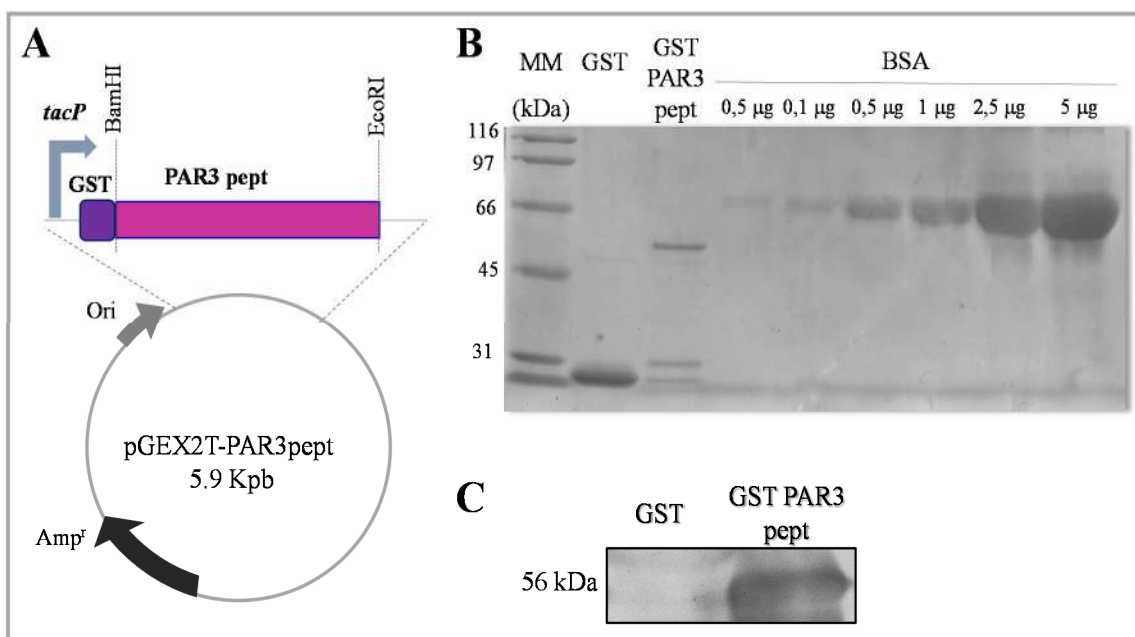 A
tacP
BamHI
EcoRI
GST
PAR3 pept
Ori
pGEX2T-PAR3pept
5.9 Kpb
Ampʳ
B
MM
(kDa)
GST
GST
PAR3
pept
BSA
0,5 µg
0,1 µg
0,5 µg
1 µg
2,5 µg
5 µg
116
97
66
45
31
C
GST
GST PAR3
pept
56 kDa